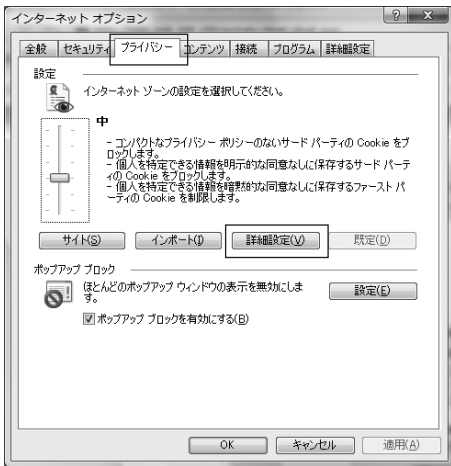 インターネット オプション
全般 セキュリティ プライバシー コンテンツ 接続 プログラム 詳細設定
設定
インターネット ゾーンの設定を選択してください。
中
- コンパクトなプライバシー ポリシーのないサード パーティの Cookie をブ
ロックします。
- 個人を特定できる情報を明示的な同意なしに保存するサード パーテ
ィの Cookie をブロックします。
- 個人を特定できる情報を暗黙的な同意なしに保存するファースト パ
ーティの Cookie を制限します。
サイト(S) インポート(I) 詳細設定(V) 既定(D)
ポップアップ ブロック
ほとんどのポップアップ ウィンドウの表示を無効にしま
す。
設定(E)
ポップアップ ブロックを有効にする(B)
OK キャンセル 適用(A)